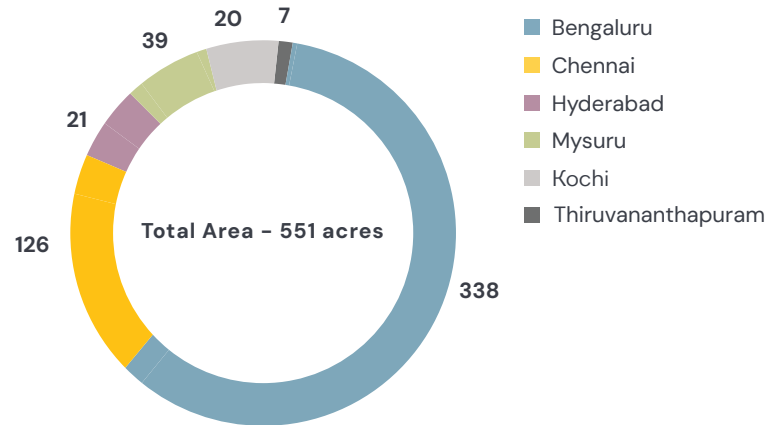 20
7
39
21
126
338
Total Area – 551 acres
Bengaluru
Chennai
Hyderabad
Mysuru
Kochi
Thiruvananthapuram